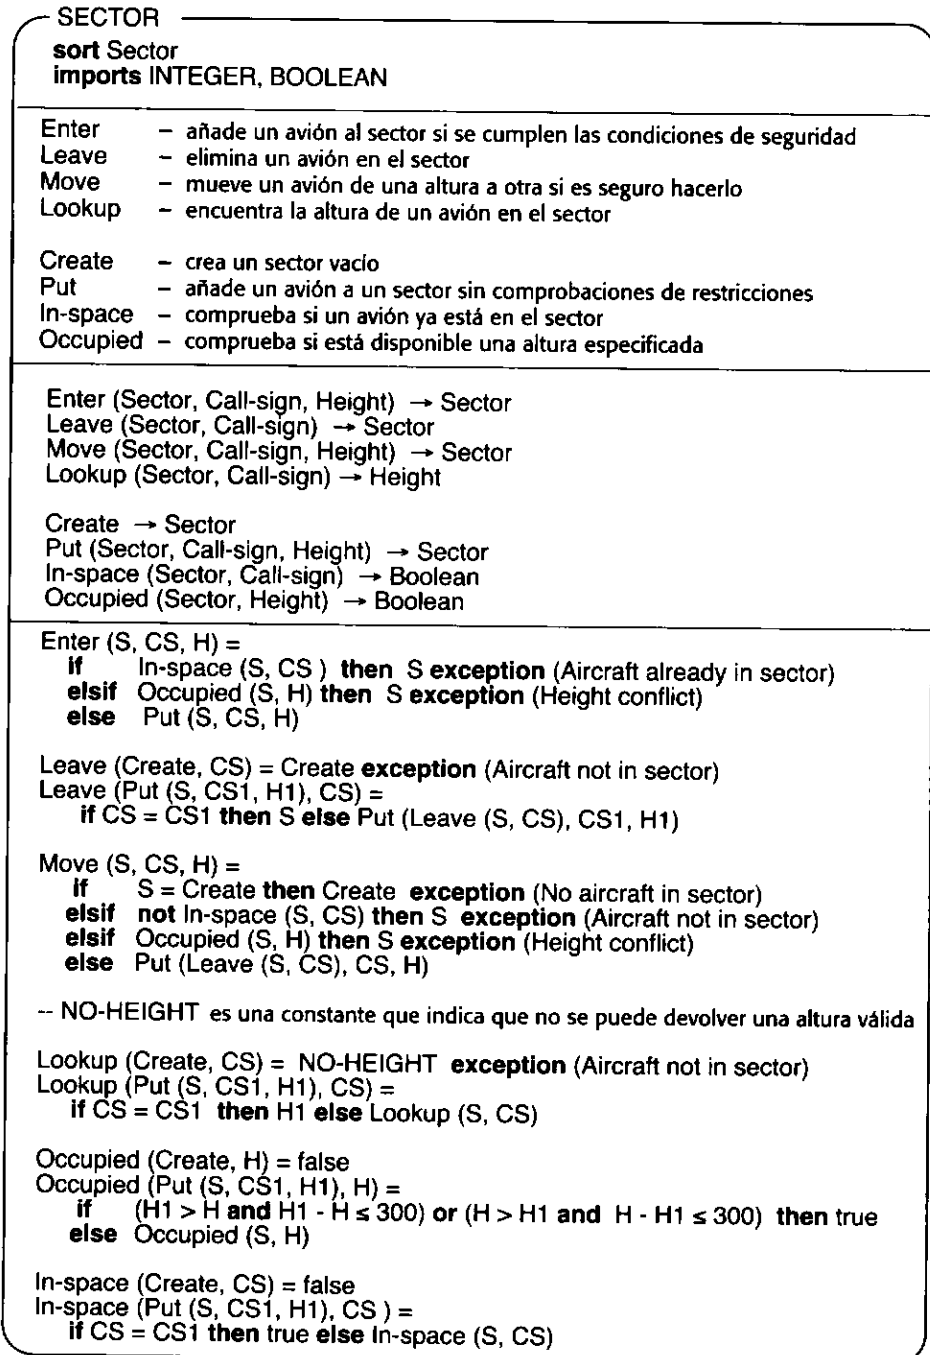 SECTOR
sort Sector
imports INTEGER, BOOLEAN
Enter – añade un avión al sector si se cumplen las condiciones de seguridad
Leave – elimina un avión en el sector
Move – mueve un avión de una altura a otra si es seguro hacerlo
Lookup – encuentra la altura de un avión en el sector
Create – crea un sector vacío
Put – añade un avión a un sector sin comprobaciones de restricciones
In-space – comprueba si un avión ya está en el sector
Occupied – comprueba si está disponible una altura especificada
Enter (Sector, Call-sign, Height) → Sector
Leave (Sector, Call-sign) → Sector
Move (Sector, Call-sign, Height) → Sector
Lookup (Sector, Call-sign) → Height
Create → Sector
Put (Sector, Call-sign, Height) → Sector
In-space (Sector, Call-sign) → Boolean
Occupied (Sector, Height) → Boolean
Enter (S, CS, H) =
if In-space (S, CS ) then S exception (Aircraft already in sector)
elsif Occupied (S, H) then S exception (Height conflict)
else Put (S, CS, H)
Leave (Create, CS) = Create exception (Aircraft not in sector)
Leave (Put (S, CS1, H1), CS) =
if CS = CS1 then S else Put (Leave (S, CS), CS1, H1)
Move (S, CS, H) =
if S = Create then Create exception (No aircraft in sector)
elsif not In-space (S, CS) then S exception (Aircraft not in sector)
elsif Occupied (S, H) then S exception (Height conflict)
else Put (Leave (S, CS), CS, H)
-- NO-HEIGHT es una constante que indica que no se puede devolver una altura válida
Lookup (Create, CS) = NO-HEIGHT exception (Aircraft not in sector)
Lookup (Put (S, CS1, H1), CS) =
if CS = CS1 then H1 else Lookup (S, CS)
Occupied (Create, H) = false
Occupied (Put (S, CS1, H1), H) =
if (H1 > H and H1 - H ≤ 300) or (H > H1 and H - H1 ≤ 300) then true
else Occupied (S, H)
In-space (Create, CS) = false
In-space (Put (S, CS1, H1), CS ) =
if CS = CS1 then true else In-space (S, CS)